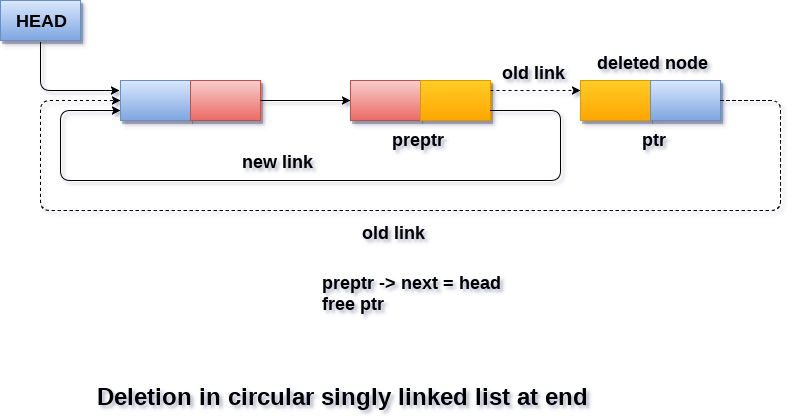 HEAD
old link
deleted node
preptr
ptr
new link
old link
preptr -> next = head
free ptr
Deletion in circular singly linked list at end